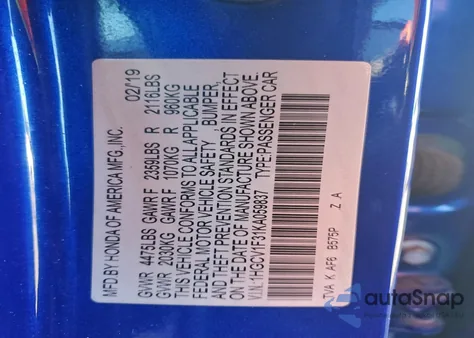 MFD BY HONDA OF AMERICA MFG., INC. 02/19
GVWR 4475LBS GAWR F 2359LBS R 2116LBS
GVWR 2030KG GAWR F 1070KG R 960KG
THIS VEHICLE CONFORMS TO ALL APPLICABLE
FEDERAL MOTOR VEHICLE SAFETY , BUMPER,
AND THEFT PREVENTION STANDARDS IN EFFECT
ON THE DATE OF MANUFACTURE SHOWN ABOVE.
V.I.N.: 1HGCV1F31KA059837 TYPE:PASSENGER CAR
TVA K AF6 B575P Z A
autoSnap